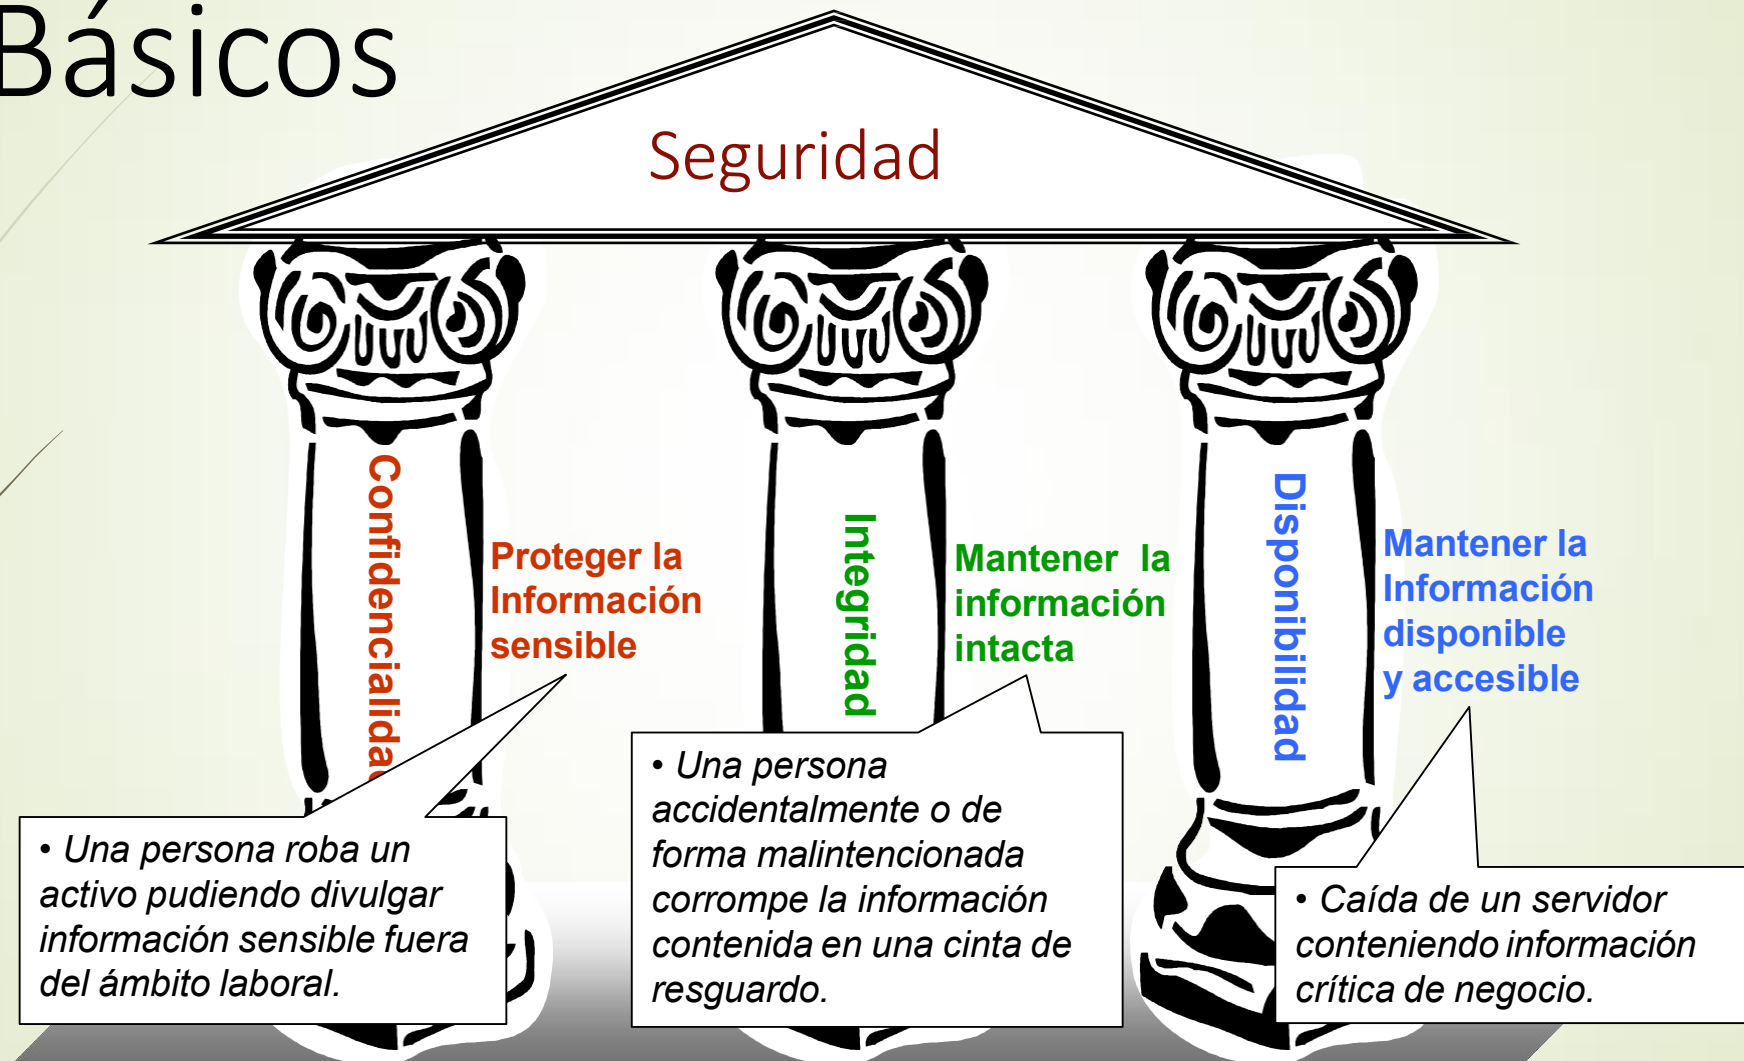 Básicos
Seguridad
Confidencialidad
Proteger la
Información
sensible
Integridad
Mantener la
información
intacta
Disponibilidad
Mantener la
Información
disponible
y accesible
• Una persona roba un
activo pudiendo divulgar
información sensible fuera
del ámbito laboral.
• Una persona
accidentalmente o de
forma malintencionada
corrompe la información
contenida en una cinta de
resguardo.
• Caída de un servidor
conteniendo información
crítica de negocio.